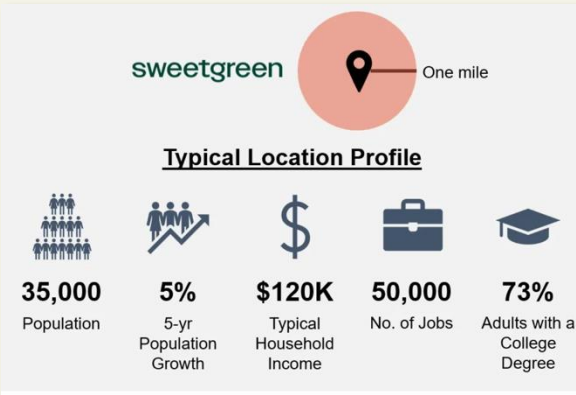 sweetgreen
One mile
Typical Location Profile
35,000
Population
5%
5-yr
Population
Growth
$120K
Typical
Household
Income
50,000
No. of Jobs
73%
Adults with a
College
Degree